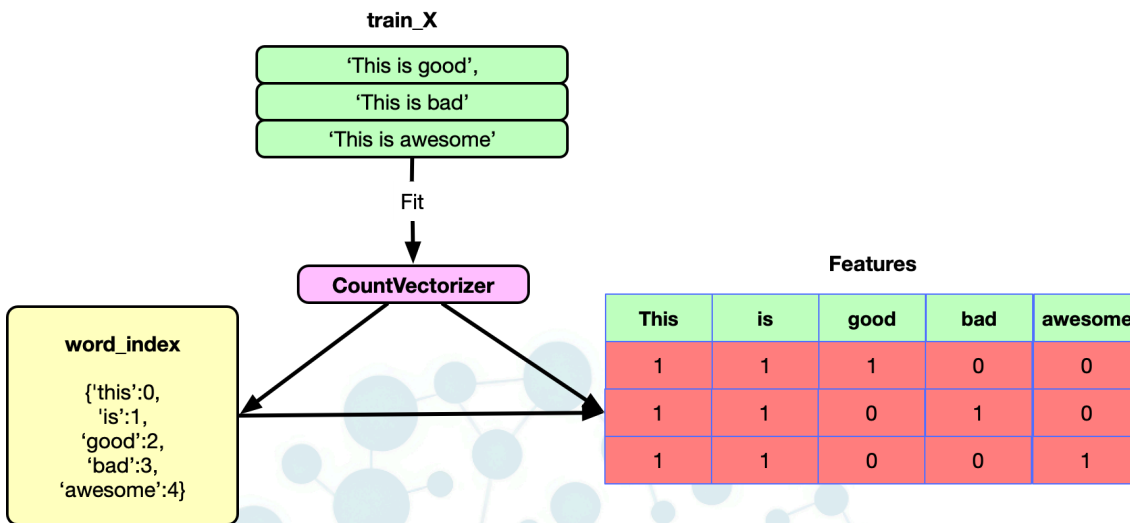 train_X
‘This is good’,
‘This is bad’
‘This is awesome’
Fit
CountVectorizer
word_index
{'this':0,
'is':1,
‘good’:2,
‘bad’:3,
‘awesome’:4}
Features
This is good bad awesome
1 1 1 0 0
1 1 0 1 0
1 1 0 0 1